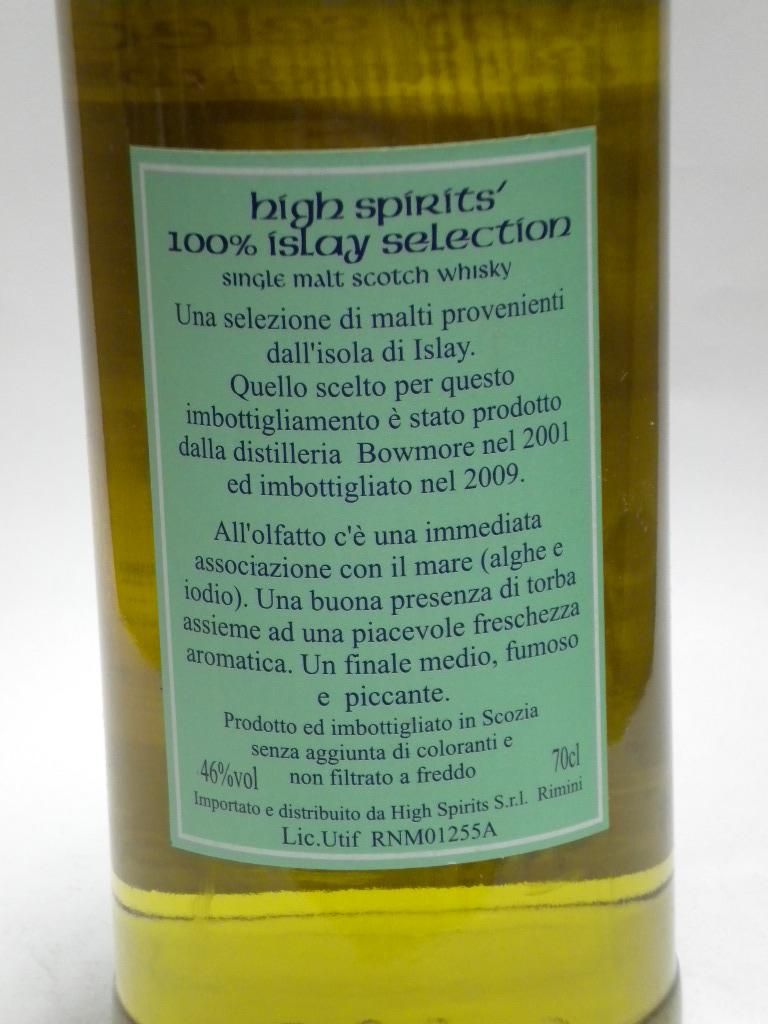 high spirits'
100% islay selection
single malt scotch whisky
Una selezione di malti provenienti
dall'isola di Islay.
Quello scelto per questo
imbottigliamento è stato prodotto
dalla distilleria Bowmore nel 2001
ed imbottigliato nel 2009.
All'olfatto c'è una immediata
associazione con il mare (alghe e
iodio). Una buona presenza di torba
assieme ad una piacevole freschezza
aromatica. Un finale medio, fumoso
e piccante.
Prodotto ed imbottigliato in Scozia
senza aggiunta di coloranti e
46%vol non filtrato a freddo 70cl
Importato e distribuito da High Spirits S.r.l. Rimini
Lic.Utif RNM01255A